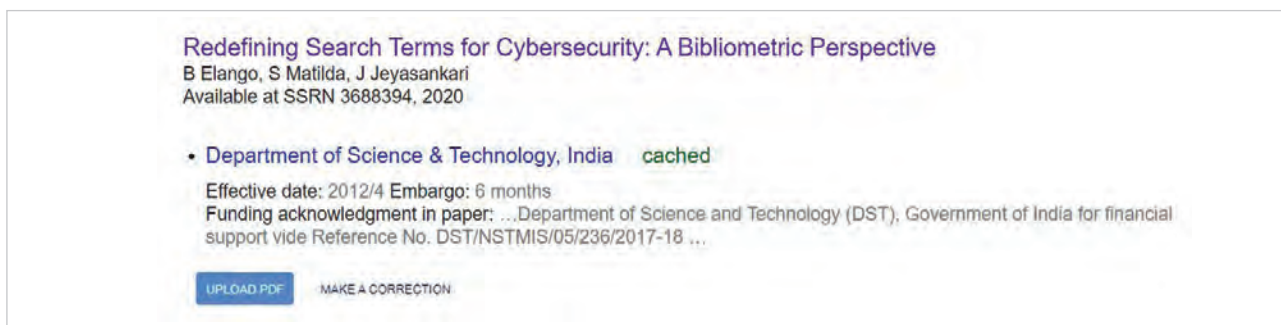 Redefining Search Terms for Cybersecurity: A Bibliometric Perspective
B Elango, S Matilda, J Jeyasankari
Available at SSRN 3688394, 2020
• Department of Science & Technology, India cached
Effective date: 2012/4 Embargo: 6 months
Funding acknowledgment in paper: ...Department of Science and Technology (DST), Government of India for financial
support vide Reference No. DST/NSTMIS/05/236/2017-18 ...
UPLOAD PDF MAKE A CORRECTION